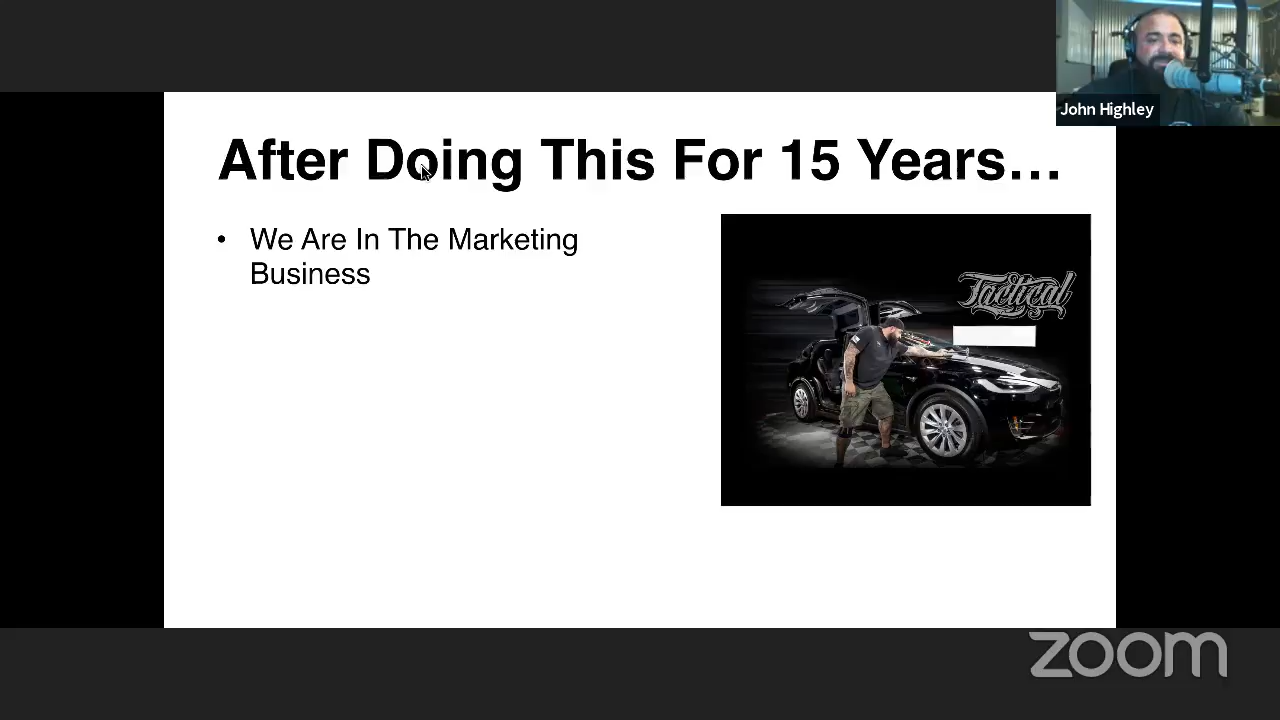 John Highley
After Doing This For 15 Years...
• We Are In The Marketing
Business
Tactical
zoom